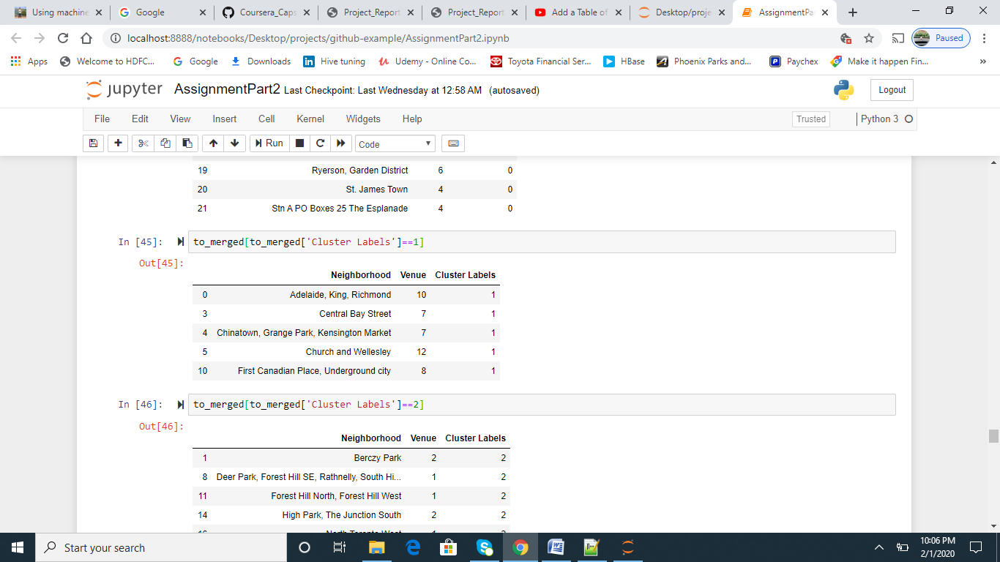 Using machine
Google
Coursera_Caps
Project_Report
Project_Report
Add a Table of
Desktop/proje
AssignmentPa
localhost:8888/notebooks/Desktop/projects/github-example/AssignmentPart2.ipynb
Paused
Apps
Welcome to HDFC...
Google
Downloads
Hive tuning
Udemy - Online Co...
Toyota Financial Ser...
HBase
Phoenix Parks and...
Paychex
Make it happen Fin...
»
jupyter AssignmentPart2 Last Checkpoint: Last Wednesday at 12:58 AM (autosaved)
Logout
File Edit View Insert Cell Kernel Widgets Help
Trusted
Python 3
Run
Code
19 Ryerson, Garden District 6 0
20 St. James Town 4 0
21 Stn A PO Boxes 25 The Esplanade 4 0
In [45]: to_merged[to_merged['Cluster Labels']==1]
Out[45]:
Neighborhood Venue Cluster Labels
0 Adelaide, King, Richmond 10 1
3 Central Bay Street 7 1
4 Chinatown, Grange Park, Kensington Market 7 1
5 Church and Wellesley 12 1
10 First Canadian Place, Underground city 8 1
In [46]: to_merged[to_merged['Cluster Labels']==2]
Out[46]:
Neighborhood Venue Cluster Labels
1 Berczy Park 2 2
8 Deer Park, Forest Hill SE, Rathnelly, South Hi... 1 2
11 Forest Hill North, Forest Hill West 1 2
14 High Park, The Junction South 2 2
North Toronto West
Start your search
10:06 PM
2/1/2020